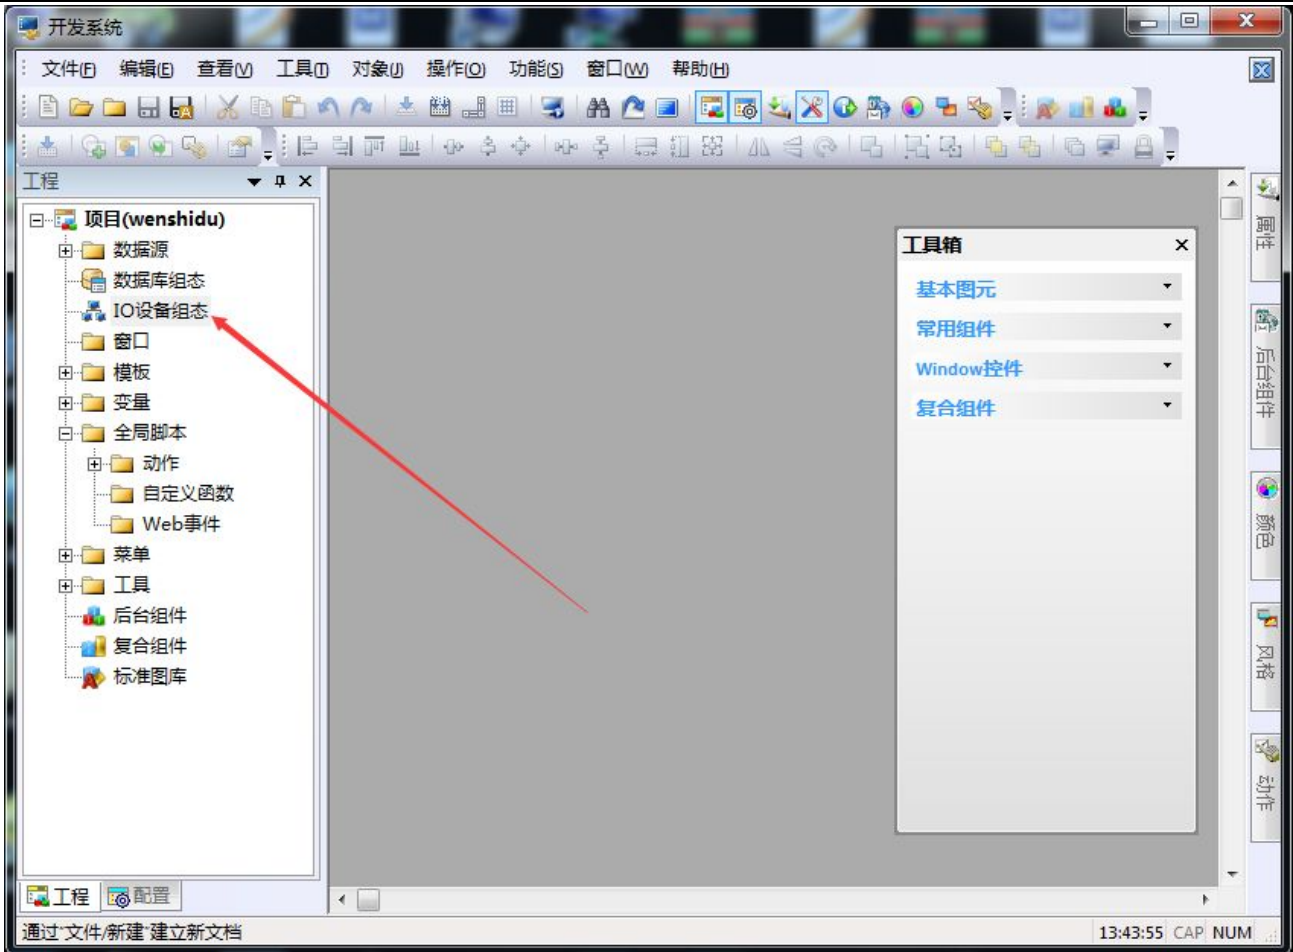 开发系统
文件(F) 编辑(E) 查看(V) 工具(T) 对象(J) 操作(O) 功能(S) 窗口(W) 帮助(H)
工程
项目(wenshidu)
数据源
数据库组态
IO设备组态
窗口
模板
变量
全局脚本
动作
自定义函数
Web事件
菜单
工具
后台组件
复合组件
标准图库
工程 配置
工具箱
基本图元
常用组件
Window控件
复合组件
属性
后台组件
颜色
风格
动作
通过“文件/新建”建立新文档
13:43:55 CAP NUM